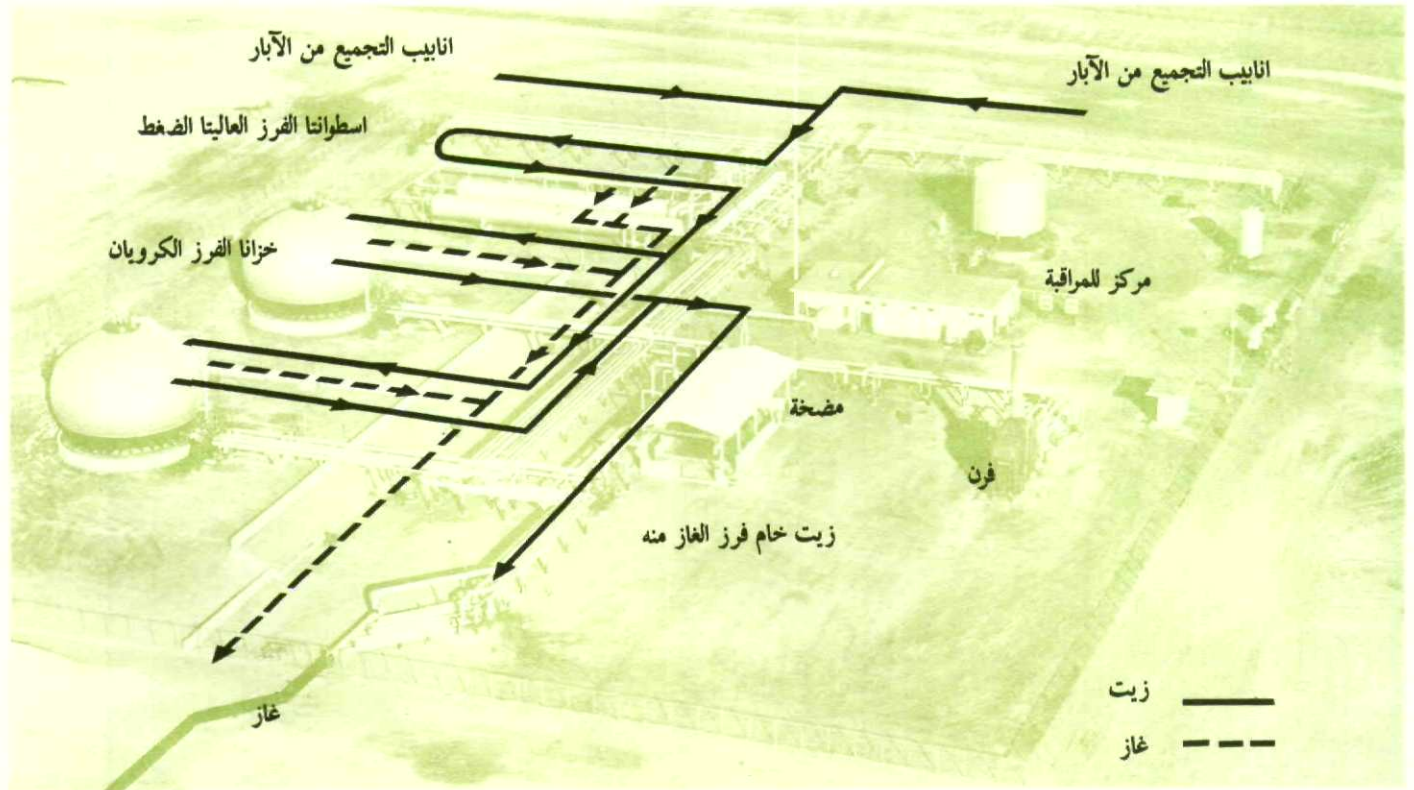 انابيب التجميع من الآبار
انابيب التجميع من الآبار
اسطوانتا الفرز العاليتا الضغط
خزانا الفرز الكرويان
مركز للمراقبة
مضخة
فرن
زيت خام فرز الغاز منه
غاز
زيت
غاز